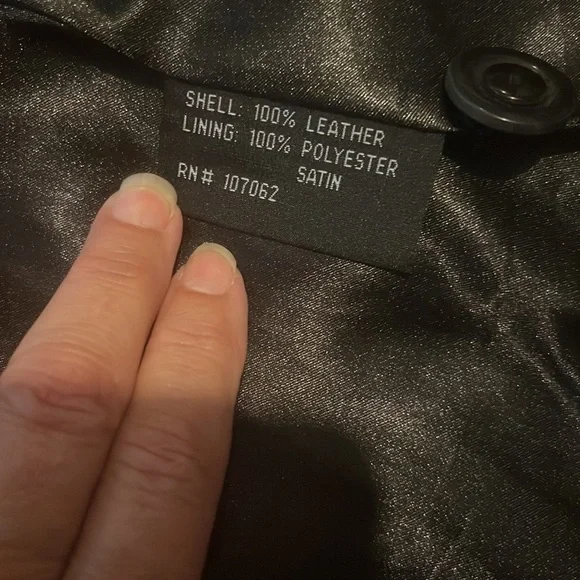 SHELL: 100% LEATHER
LINING: 100% POLYESTER
SATIN
RN# 107062